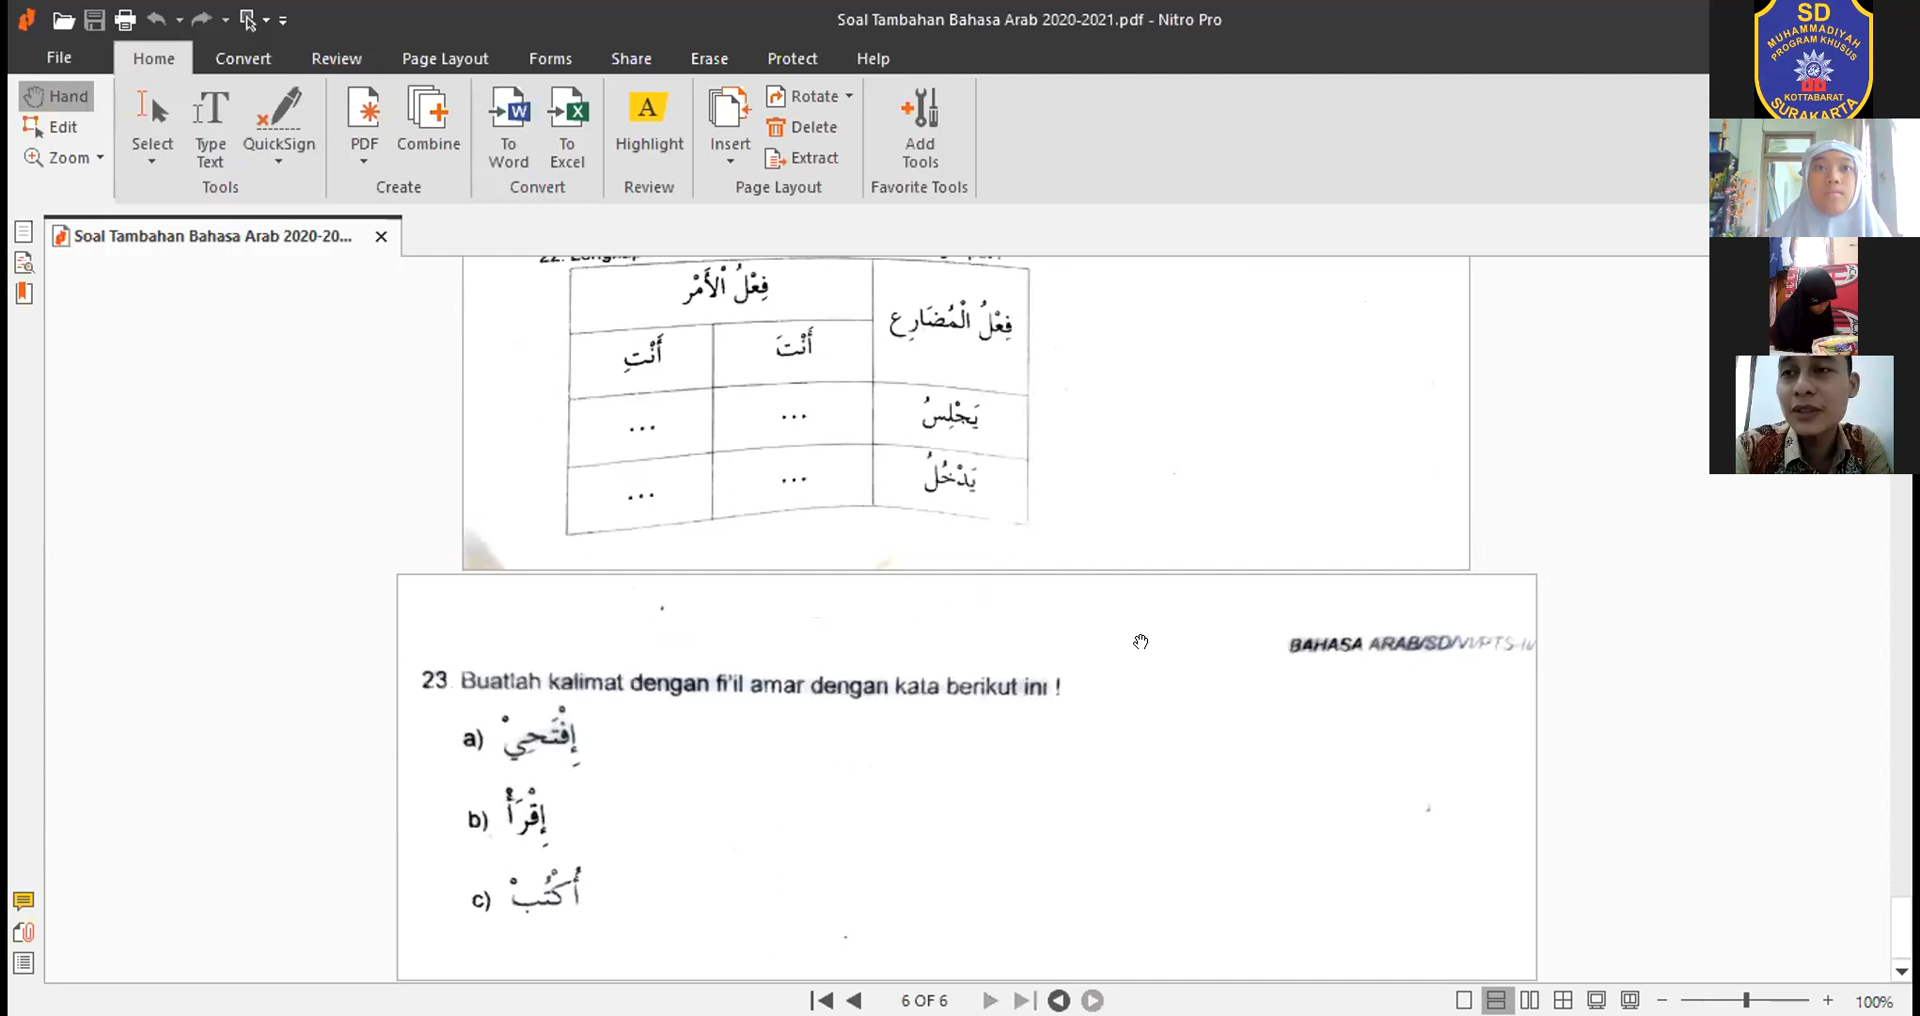 Soal Tambahan Bahasa Arab 2020-2021.pdf - Nitro Pro
File Home Convert Review Page Layout Forms Share Erase Protect Help
Hand
Edit
Zoom
Select
Type Text
QuickSign
Tools
PDF
Combine
Create
To Word
To Excel
Convert
Highlight
Review
Insert
Rotate
Delete
Extract
Page Layout
Add Tools
Favorite Tools
Soal Tambahan Bahasa Arab 2020-20...
فِعْلُ الْمُضَارِع
فِعْلُ الْأَمْر
أَنْتَ أَنْتِ
يَجْلِسُ ... ...
يَدْخُلُ ... ...
BAHASA ARAB/SD/
23. Buatlah kalimat dengan fi'il amar dengan kata berikut ini !
a) إِفْتَحِيْ
b) إِقْرَأْ
c) أُكْتُبْ
6 OF 6
100%
SD
MUHAMMADIYAH
PROGRAM KHUSUS
KOTTABARAT
SURAKARTA